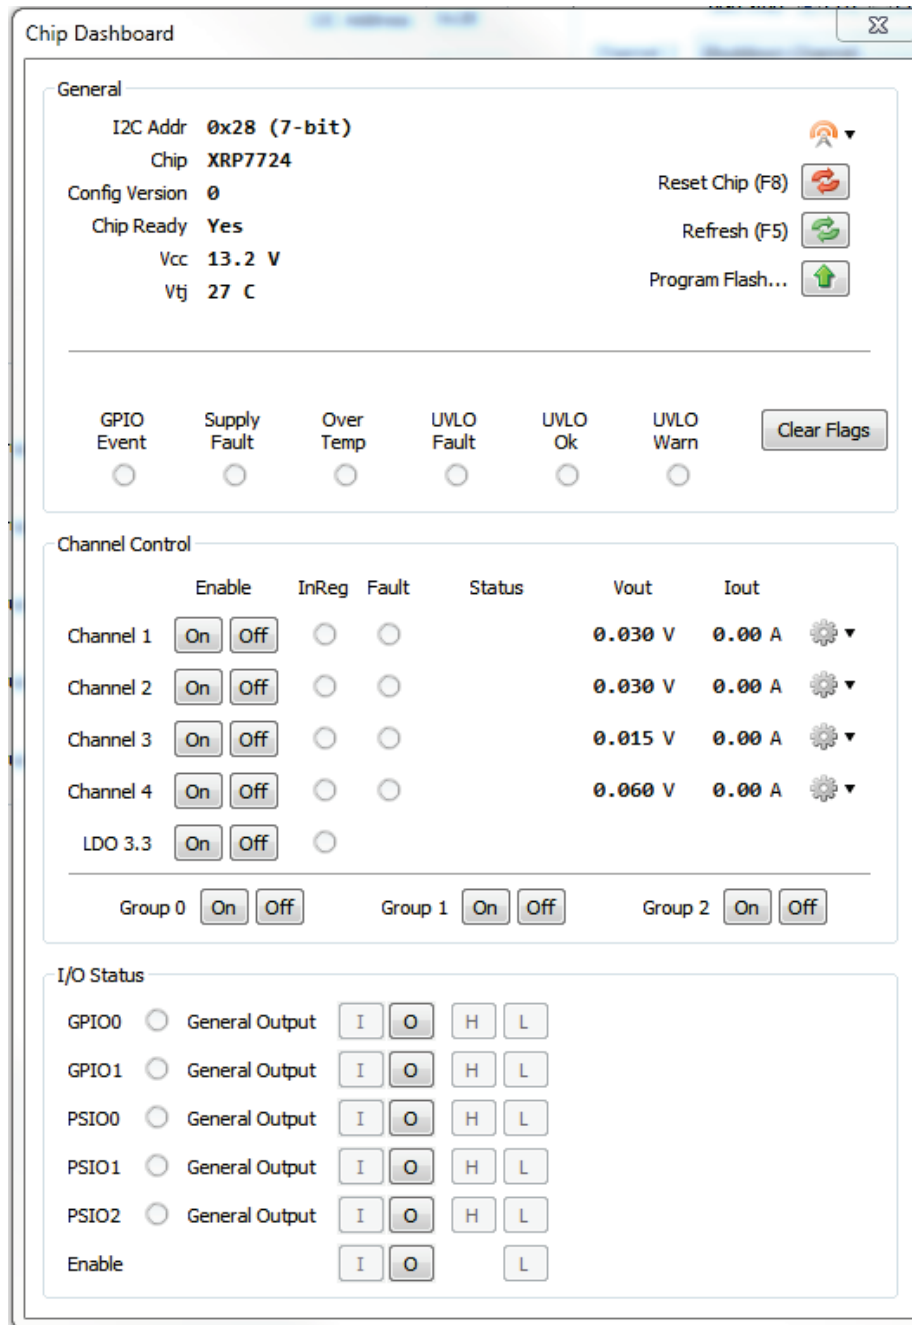 Chip Dashboard
General
I2C Addr 0x28 (7-bit)
Chip XRP7724
Reset Chip (F8)
Config Version 0
Chip Ready Yes
Refresh (F5)
Vcc 13.2 V
Program Flash...
Vtj 27 C
GPIO Event Supply Fault Over Temp UVLO Fault UVLO Ok UVLO Warn Clear Flags
Channel Control
Enable InReg Fault Status Vout Iout
Channel 1 On Off 0.030 V 0.00 A
Channel 2 On Off 0.030 V 0.00 A
Channel 3 On Off 0.015 V 0.00 A
Channel 4 On Off 0.060 V 0.00 A
LDO 3.3 On Off
Group 0 On Off Group 1 On Off Group 2 On Off
I/O Status
GPIO0 General Output I O H L
GPIO1 General Output I O H L
PSIO0 General Output I O H L
PSIO1 General Output I O H L
PSIO2 General Output I O H L
Enable I O L